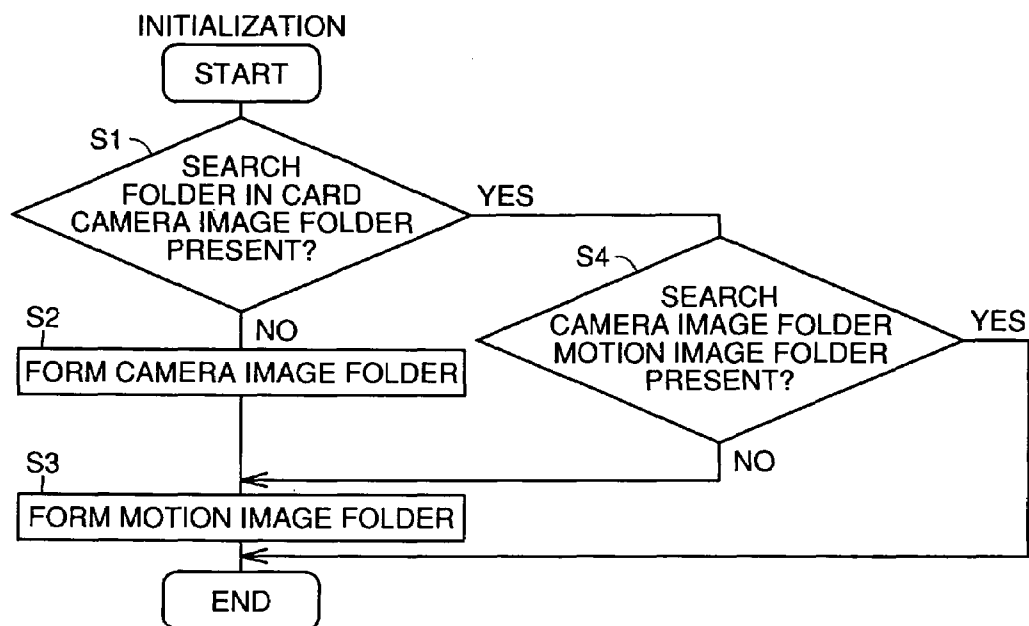 INITIALIZATION
START
S1
SEARCH
FOLDER IN CARD
CAMERA IMAGE FOLDER
PRESENT?
YES
S4
SEARCH
CAMERA IMAGE FOLDER
MOTION IMAGE FOLDER
PRESENT?
YES
NO
S2
FORM CAMERA IMAGE FOLDER
NO
S3
FORM MOTION IMAGE FOLDER
END